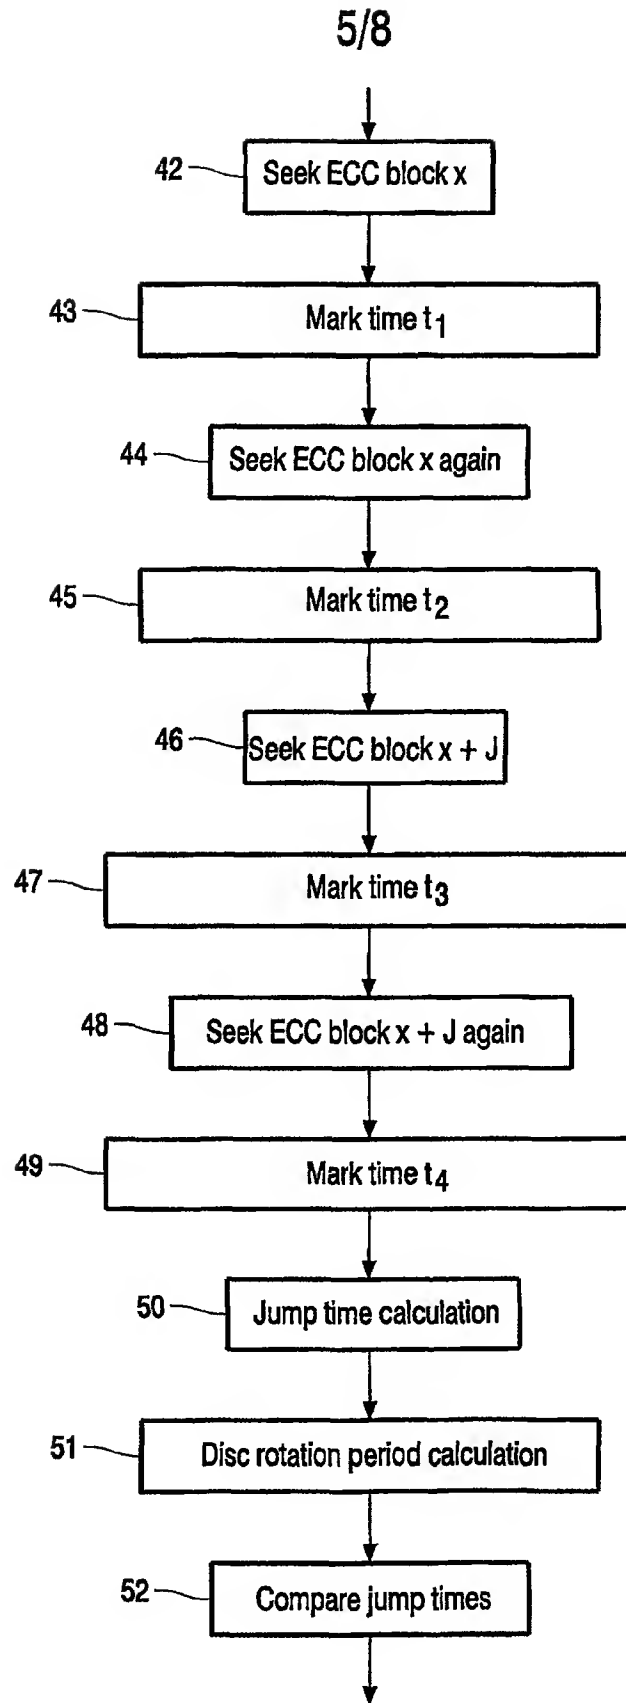 5/8
42 Seek ECC block x
43 Mark time t1
44 Seek ECC block x again
45 Mark time t2
46 Seek ECC block x + J
47 Mark time t3
48 Seek ECC block x + J again
49 Mark time t4
50 Jump time calculation
51 Disc rotation period calculation
52 Compare jump times